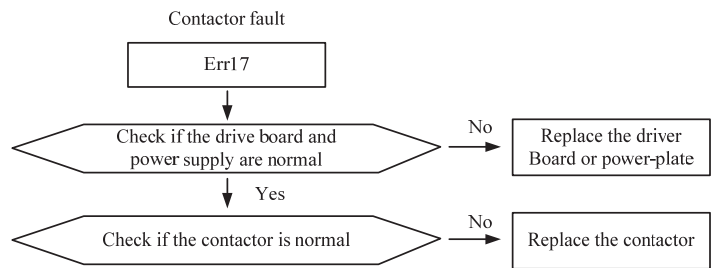 Contactor fault
Err17
Check if the drive board and
power supply are normal
No
Replace the driver
Board or power-plate
Yes
Check if the contactor is normal
No
Replace the contactor